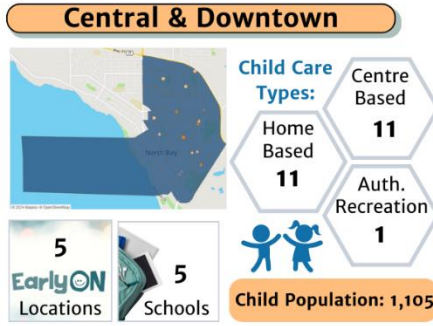 Central & Downtown
Child Care
Types:
Centre
Based
11
Home
Based
11
Auth.
Recreation
1
North Bay
5
EarlyON
Locations
5
Schools
Child Population: 1,105